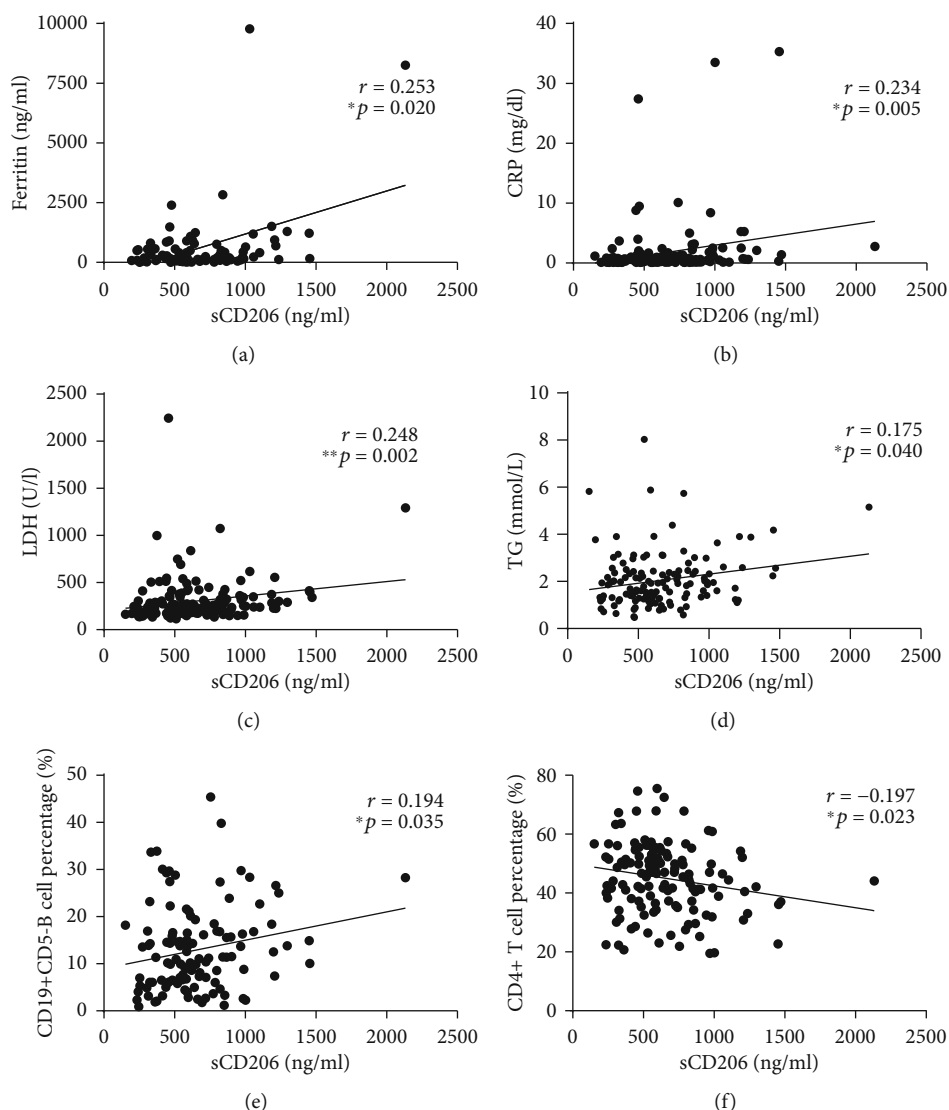 Ferritin (ng/ml)
10000
7500
5000
2500
0
r = 0.253
*p = 0.020
0 500 1000 1500 2000 2500
sCD206 (ng/ml)
(a)
CRP (mg/dl)
40
30
20
10
0
r = 0.234
*p = 0.005
0 500 1000 1500 2000 2500
sCD206 (ng/ml)
(b)
LDH (U/l)
2500
2000
1500
1000
500
0
r = 0.248
**p = 0.002
0 500 1000 1500 2000 2500
sCD206 (ng/ml)
(c)
TG (mmol/L)
10
8
6
4
2
0
r = 0.175
*p = 0.040
0 500 1000 1500 2000 2500
sCD206 (ng/ml)
(d)
CD19+CD5-B cell percentage (%)
50
40
30
20
10
0
r = 0.194
*p = 0.035
0 500 1000 1500 2000 2500
sCD206 (ng/ml)
(e)
CD4+ T cell percentage (%)
80
60
40
20
0
r = −0.197
*p = 0.023
0 500 1000 1500 2000 2500
sCD206 (ng/ml)
(f)